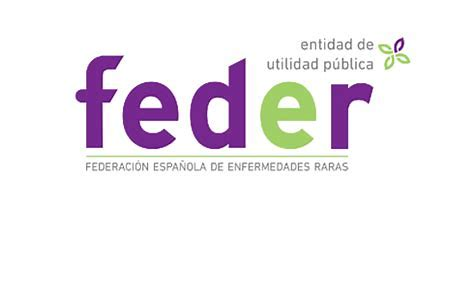 entidad de
utilidad pública
feder
FEDERACIÓN ESPAÑOLA DE ENFERMEDADES RARAS